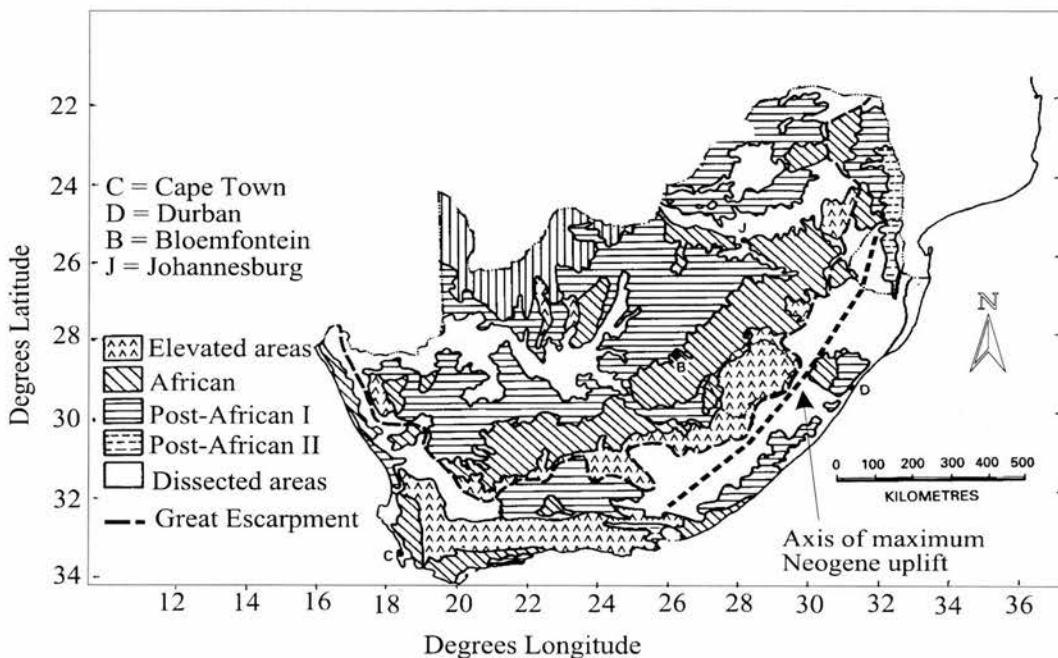 22
24
26
28
30
32
34
Degrees Latitude
C = Cape Town
D = Durban
B = Bloemfontein
J = Johannesburg
Elevated areas
African
Post-African I
Post-African II
Dissected areas
Great Escarpment
J
B
D
C
N
0 100 200 300 400 500
KILOMETRES
Axis of maximum
Neogene uplift
12 14 16 18 20 22 24 26 28 30 32 34 36
Degrees Longitude